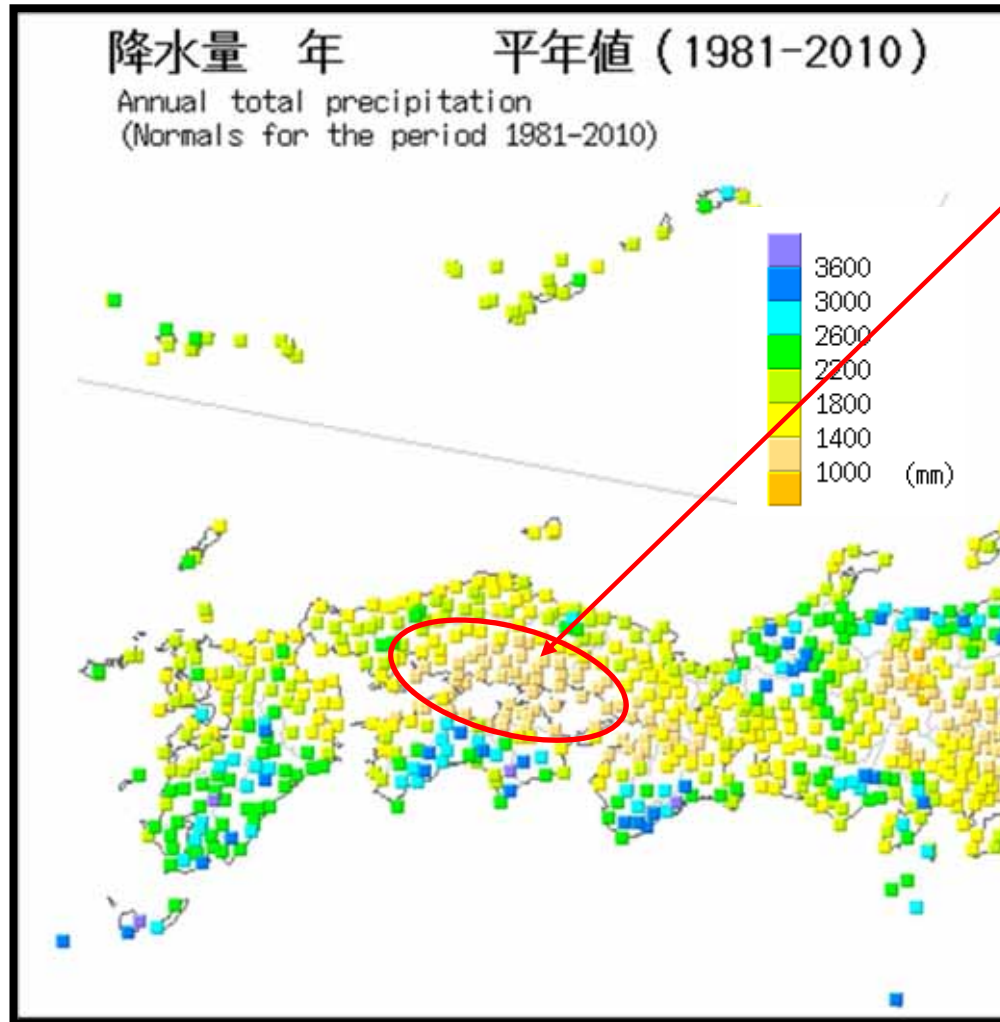 降水量 年 平年値（1981-2010）
Annual total precipitation
(Normals for the period 1981-2010)
3600
3000
2600
2200
1800
1400
1000 (mm)